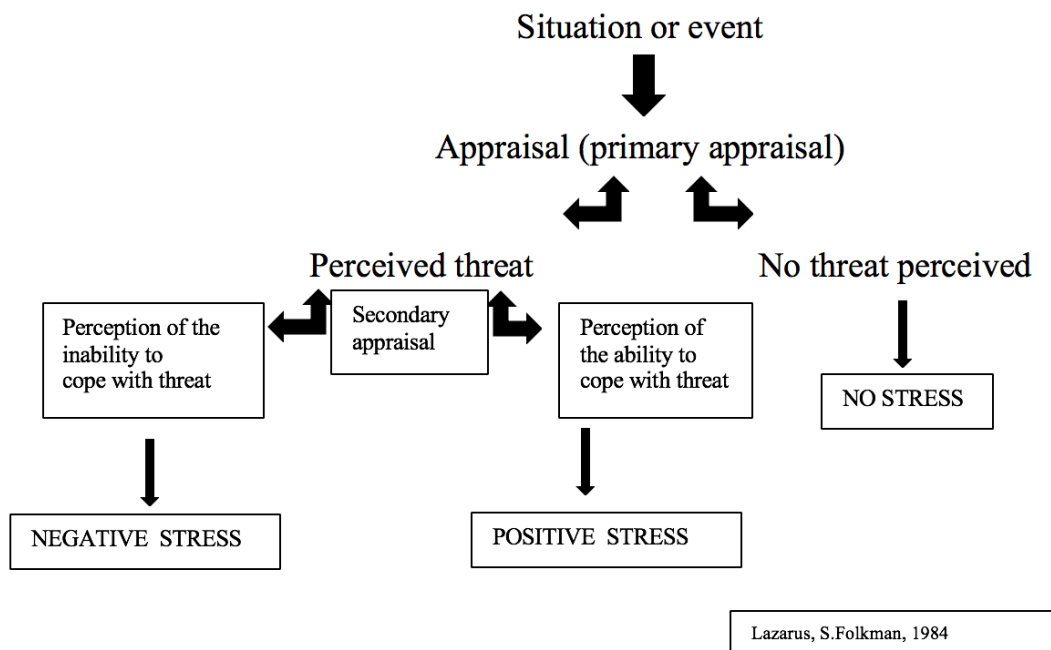 Situation or event
Appraisal (primary appraisal)
Perceived threat
No threat perceived
Perception of the
inability to
cope with threat
Secondary
appraisal
Perception of
the ability to
cope with threat
NO STRESS
NEGATIVE  STRESS
POSITIVE  STRESS
Lazarus, S.Folkman, 1984